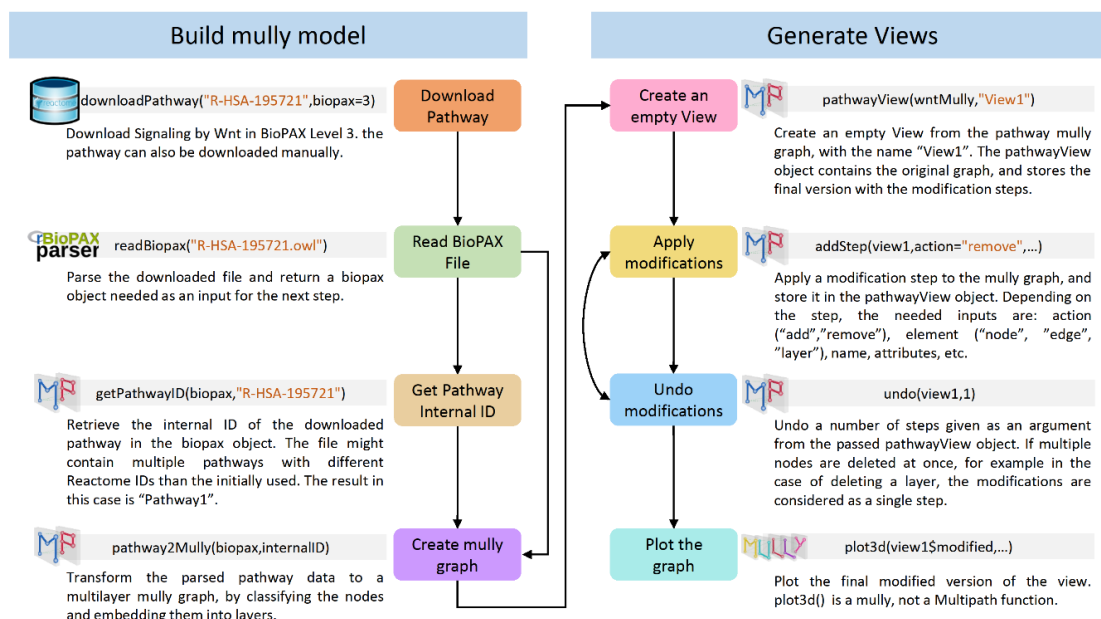 Build mully model
downloadPathway("R-HSA-195721",biopax=3)
Download Signaling by Wnt in BioPAX Level 3. the
pathway can also be downloaded manually.
Download
Pathway
rBioPAX
parser
readBiopax("R-HSA-195721.owl")
Parse the downloaded file and return a biopax
object needed as an input for the next step.
Read BioPAX
File
MP
getPathwayID(biopax,"R-HSA-195721")
Retrieve the internal ID of the downloaded
pathway in the biopax object. The file might
contain multiple pathways with different
Reactome IDs than the initially used. The result in
this case is “Pathway1”.
Get Pathway
Internal ID
MP
pathway2Mully(biopax,internalID)
Transform the parsed pathway data to a
multilayer mully graph, by classifying the nodes
and embedding them into layers.
Create mully
graph
Generate Views
Create an
empty View
MP
pathwayView(wntMully,"View1")
Create an empty View from the pathway mully
graph, with the name “View1”. The pathwayView
object contains the original graph, and stores the
final version with the modification steps.
Apply
modifications
MP
addStep(view1,action="remove",...)
Apply a modification step to the mully graph, and
store it in the pathwayView object. Depending on
the step, the needed inputs are: action
(“add”,”remove”), element (“node”, ”edge”,
”layer”), name, attributes, etc.
Undo
modifications
MP
undo(view1,1)
Undo a number of steps given as an argument
from the passed pathwayView object. If multiple
nodes are deleted at once, for example in the
case of deleting a layer, the modifications are
considered as a single step.
Plot the
graph
MULLY
plot3d(view1$modified,...)
Plot the final modified version of the view.
plot3d() is a mully, not a Multipath function.